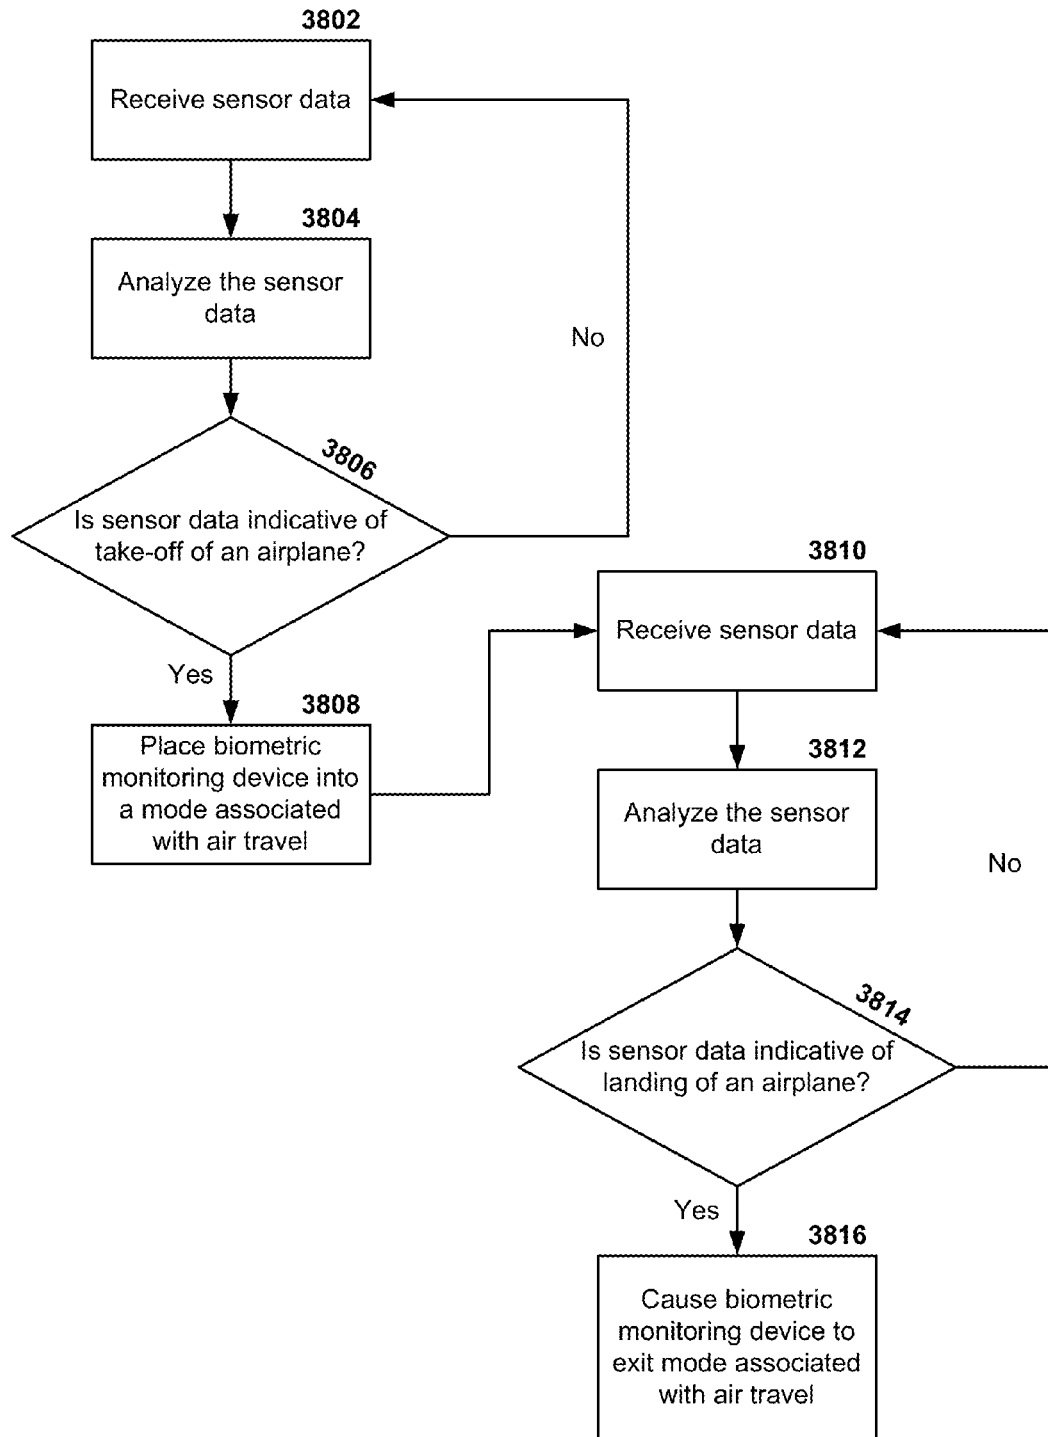 3802
Receive sensor data
3804
Analyze the sensor
data
No
3806
Is sensor data indicative of
take-off of an airplane?
Yes
3808
Place biometric
monitoring device into
a mode associated
with air travel
3810
Receive sensor data
3812
Analyze the sensor
data
No
3814
Is sensor data indicative of
landing of an airplane?
Yes
3816
Cause biometric
monitoring device to
exit mode associated
with air travel